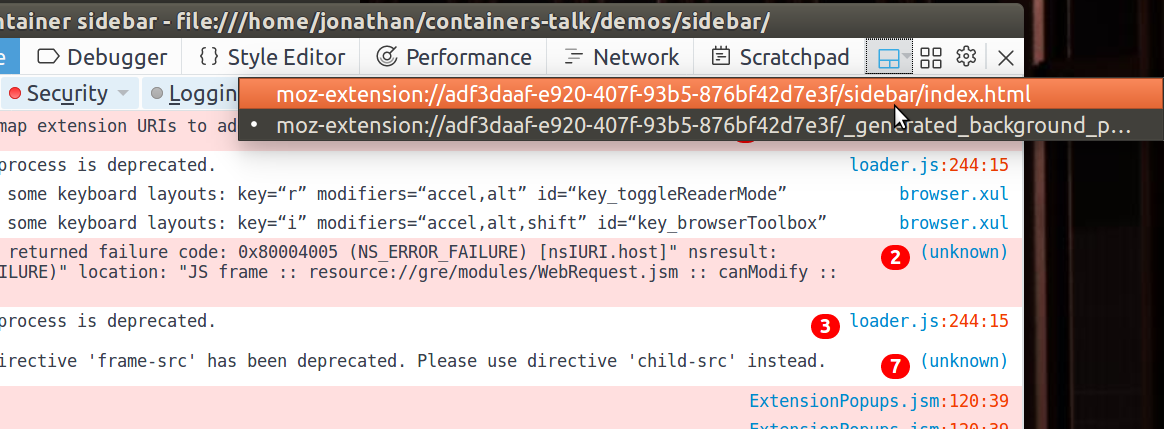 ntainer sidebar - file:///home/jonathan/containers-talk/demos/sidebar/
e Debugger { } Style Editor Performance Network Scratchpad
Security Loggin
moz-extension://adf3daaf-e920-407f-93b5-876bf42d7e3f/sidebar/index.html
• moz-extension://adf3daaf-e920-407f-93b5-876bf42d7e3f/_generated_background_p...
map extension URIs to ad
process is deprecated. loader.js:244:15
some keyboard layouts: key=“r” modifiers=“accel,alt” id=“key_toggleReaderMode” browser.xul
some keyboard layouts: key=“i” modifiers=“accel,alt,shift” id=“key_browserToolbox” browser.xul
returned failure code: 0x80004005 (NS_ERROR_FAILURE) [nsIURI.host]" nsresult: 2 (unknown)
ILURE)" location: "JS frame :: resource://gre/modules/WebRequest.jsm :: canModify ::
process is deprecated. 3 loader.js:244:15
irective 'frame-src' has been deprecated. Please use directive 'child-src' instead. 7 (unknown)
ExtensionPopups.jsm:120:39
ExtensionPopups.jsm:120:39